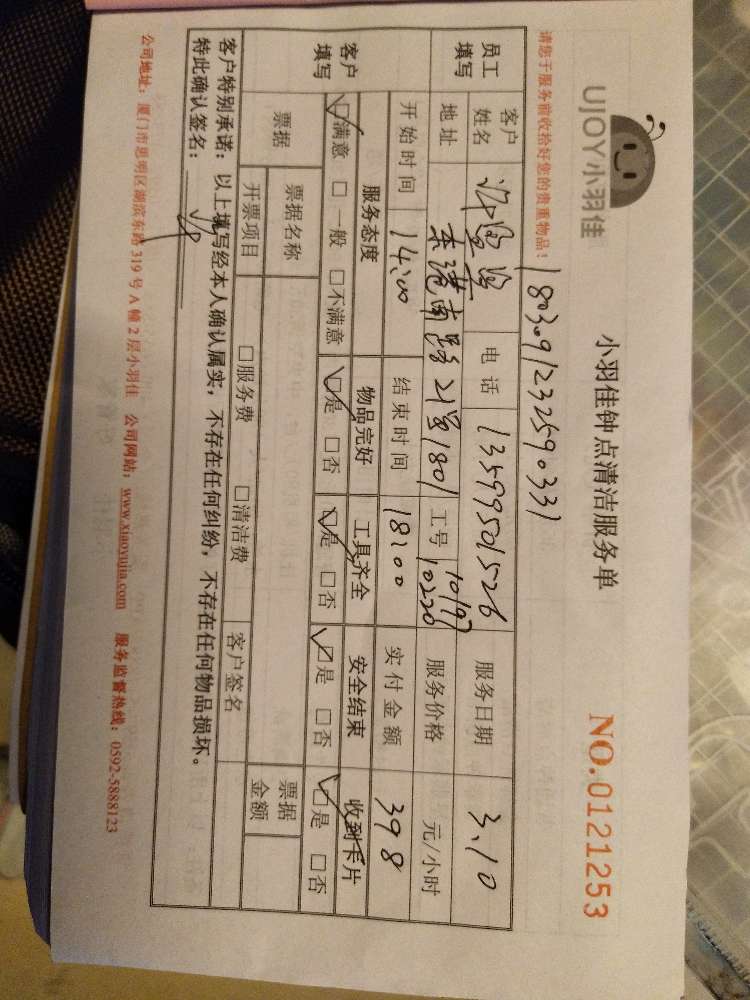 UJOY小羽佳
小羽佳钟点清洁服务单
NO.0121253
请您于服务前收拾好您的贵重物品！
1803091232590331
员工填写 客户姓名 电话 13599501526 服务日期 3.10
地址 东港南路21号1801 工号 10197 10220 服务价格 元/小时
开始时间 14:00 结束时间 18:00 实付金额 398
客户填写 服务态度 物品完好 工具齐全 安全结束 收到卡片
☑满意 □一般 □不满意 ☑是 □否 ☑是 □否 ☑是 □否 ☑是 □否
票据 票据名称 票据金额
开票项目 □服务费 □清洁费 客户签名
客户特别承诺：以上填写经本人确认属实，不存在任何纠纷，不存在任何物品损坏。
特此确认签名：
公司地址：厦门市思明区湖滨东路319号A幢2层小羽佳 公司网站：www.xiaoyujia.com 服务监督热线：0592-5888123